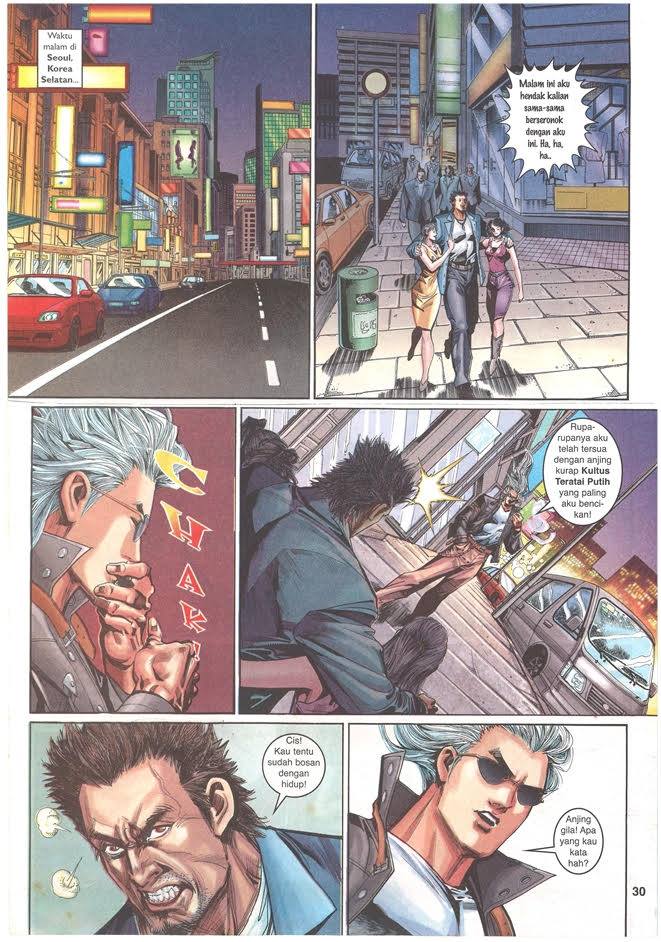 Waktu
malam di
Seoul,
Korea
Selatan...
Malam ini aku
hendak kalian
sama-sama
berseronok
dengan aku
ini. Ha, ha,
ha..
CHAK!
Rupa-
rupanya aku
telah tersua
dengan anjing
kurap Kultus
Teratai Putih
yang paling
aku benci-
kan!
Cis!
Kau tentu
sudah bosan
dengan
hidup!
Anjing
gila! Apa
yang kau
kata
hah?
30